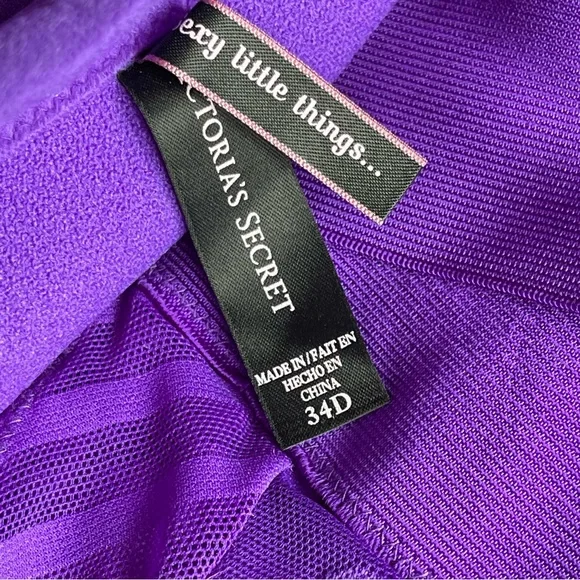 exy little things...
CTORIA'S SECRET
MADE IN/FAIT EN
HECHO EN
CHINA
34D